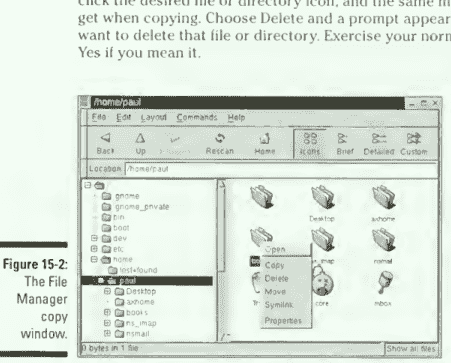 click the desired file or directory icon, and the same m
get when copying. Choose Delete and a prompt appear
want to delete that file or directory. Exercise your norm
Yes if you mean it.
/home/paul
File Edit Layout Commands Help
Back Up Rescan Home Icons Brief Detailed Custom
Location /home/paul
gnome
gnome_private
bin
boot
dev
etc
home
lost+found
paul
Desktop
axhome
books
ns_imap
nsmail
Desktop axhome
Open
Copy
Delete
Move
Symlink
Properties
_imap nsmail
core mbox
0 bytes in 1 file
Show all files
Figure 15-2:
The File
Manager
copy
window.